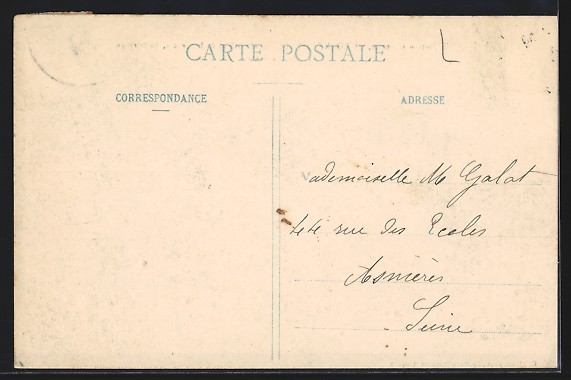 CARTE POSTALE
CORRESPONDANCE
ADRESSE
Mademoiselle M Galat
44 rue des Ecoles
Asnières
Seine